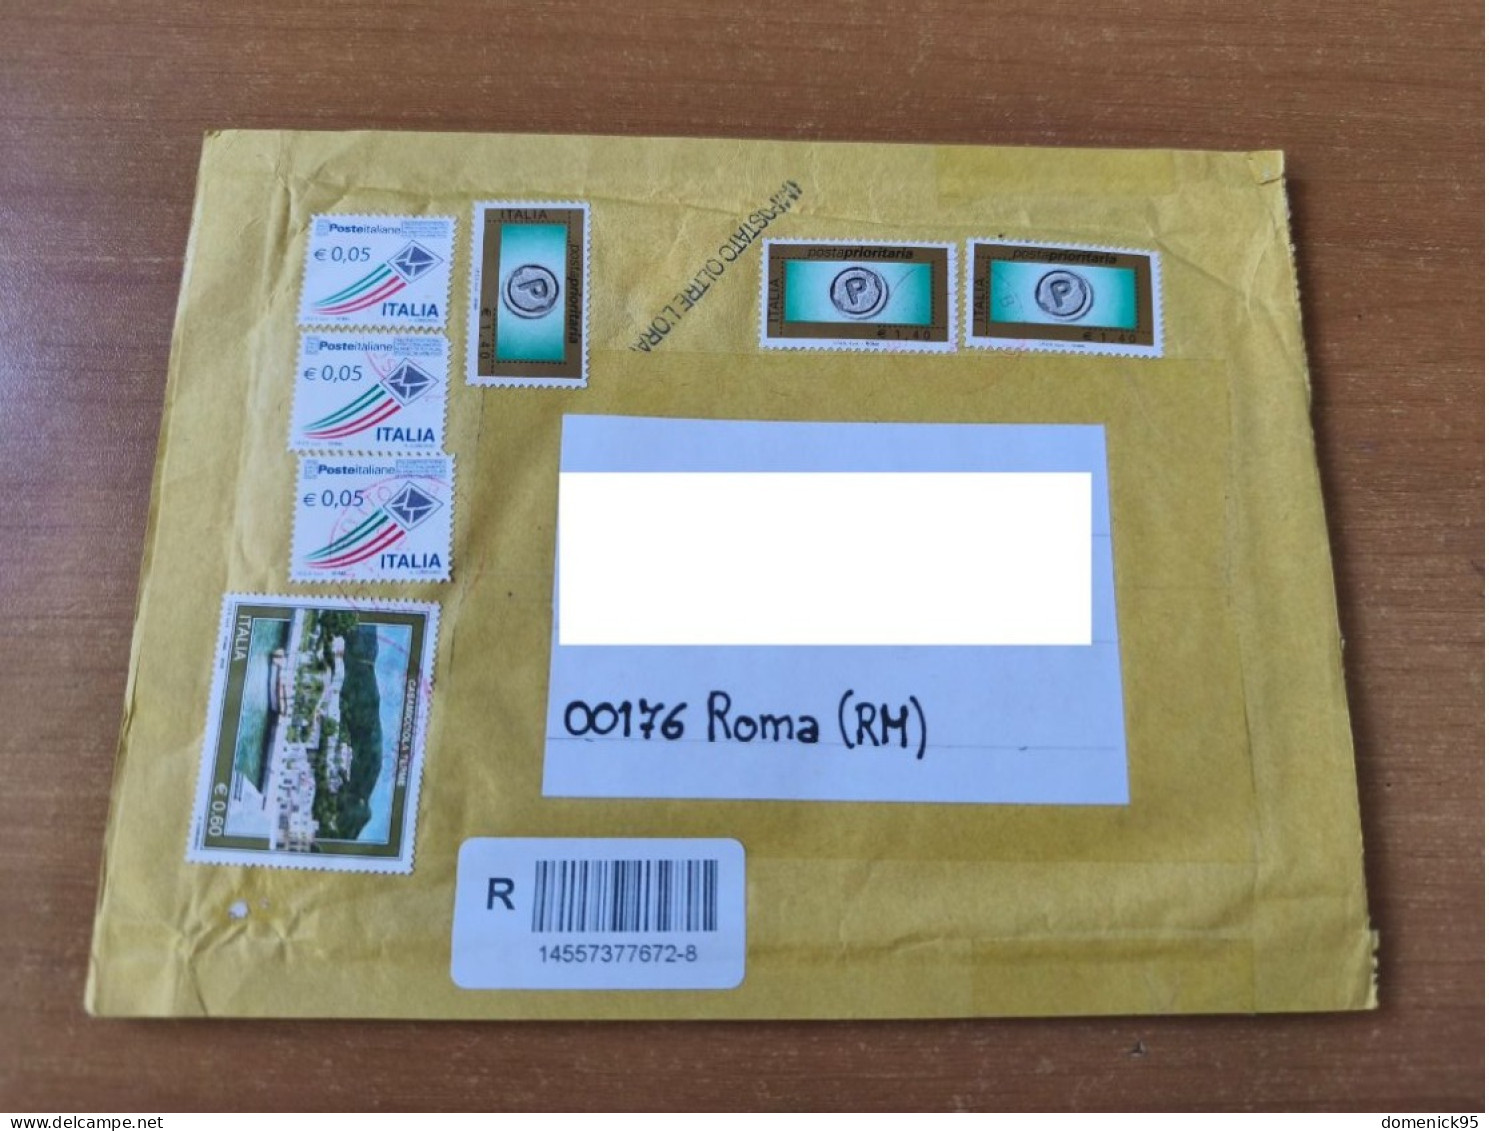 Posteitaliane
€ 0,05
ITALIA
Posteitaliane
€ 0,05
ITALIA
Posteitaliane
€ 0,05
ITALIA
ITALIA
postaprioritaria
€ 1,40
IMPOSTATO OLTRE L'ORA
postaprioritaria
ITALIA
€ 1,40
postaprioritaria
ITALIA
€ 1,40
ITALIA
CASAMICCIOLA TERME
€ 0,60
00176 Roma (RM)
R
14557377672-8
www.delcampe.net
domenick95